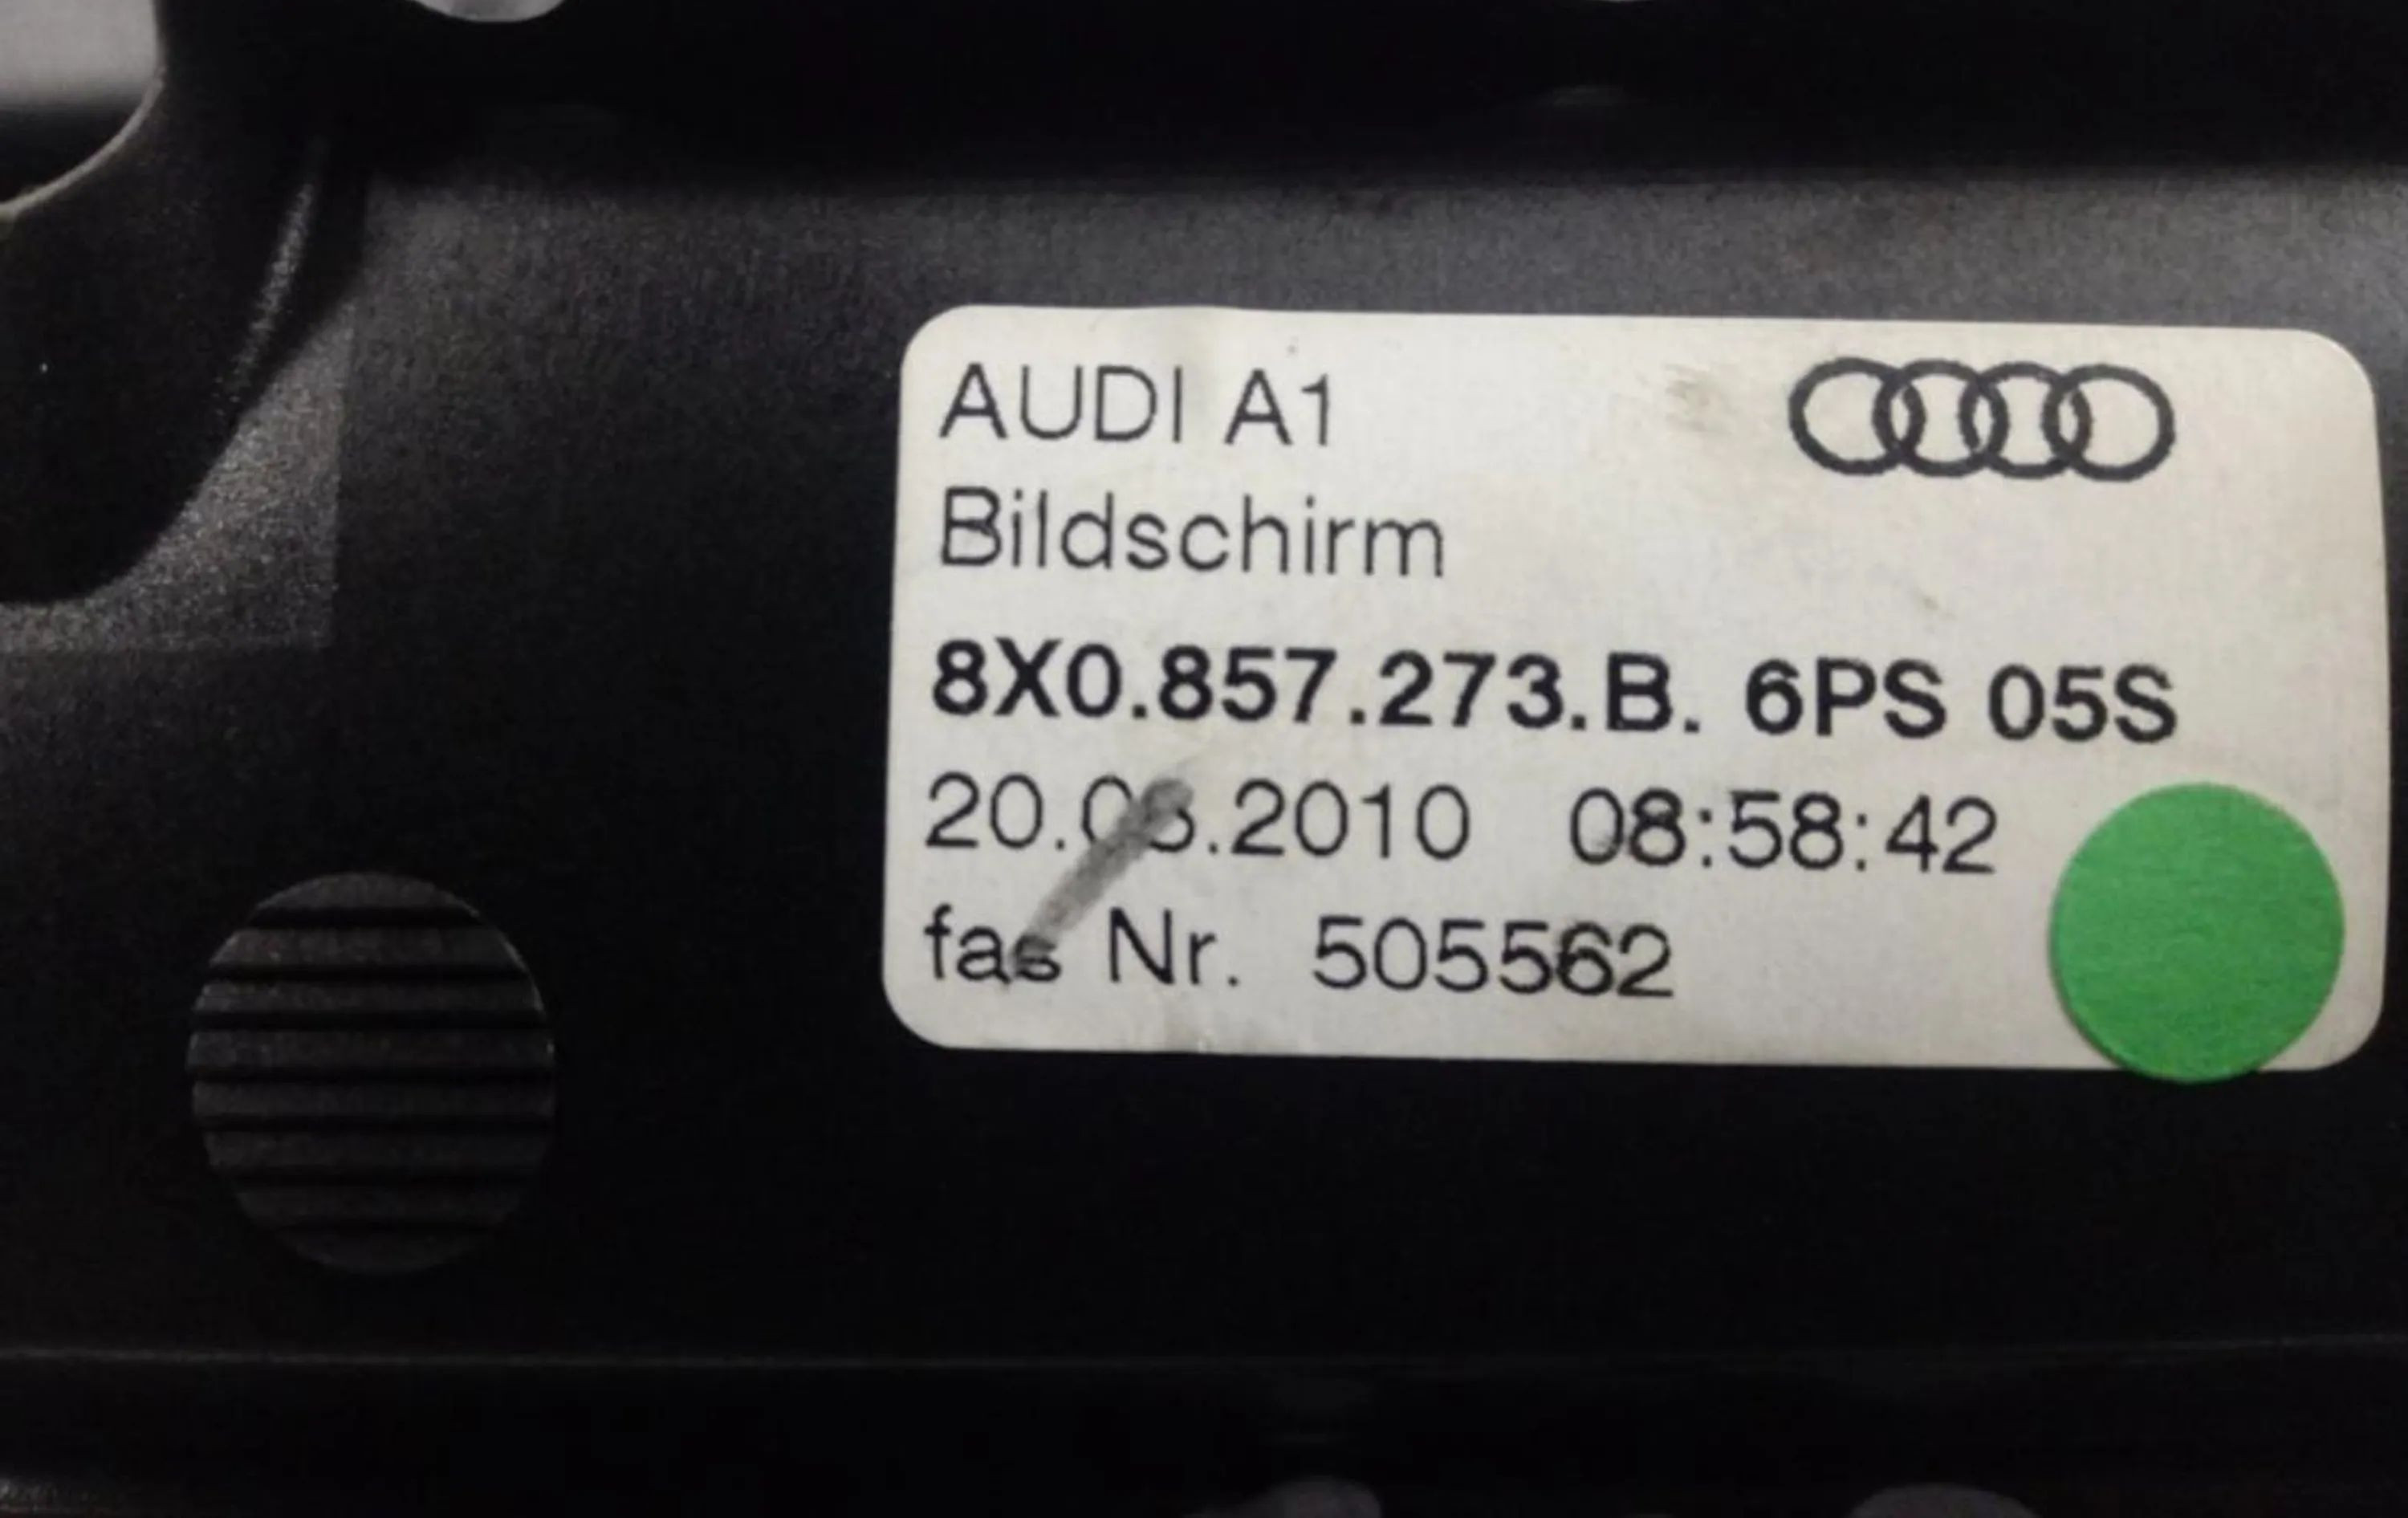 AUDI A1
Bildschirm
8X0.857.273.B. 6PS 05S
08:58:42
fas Nr. 505562